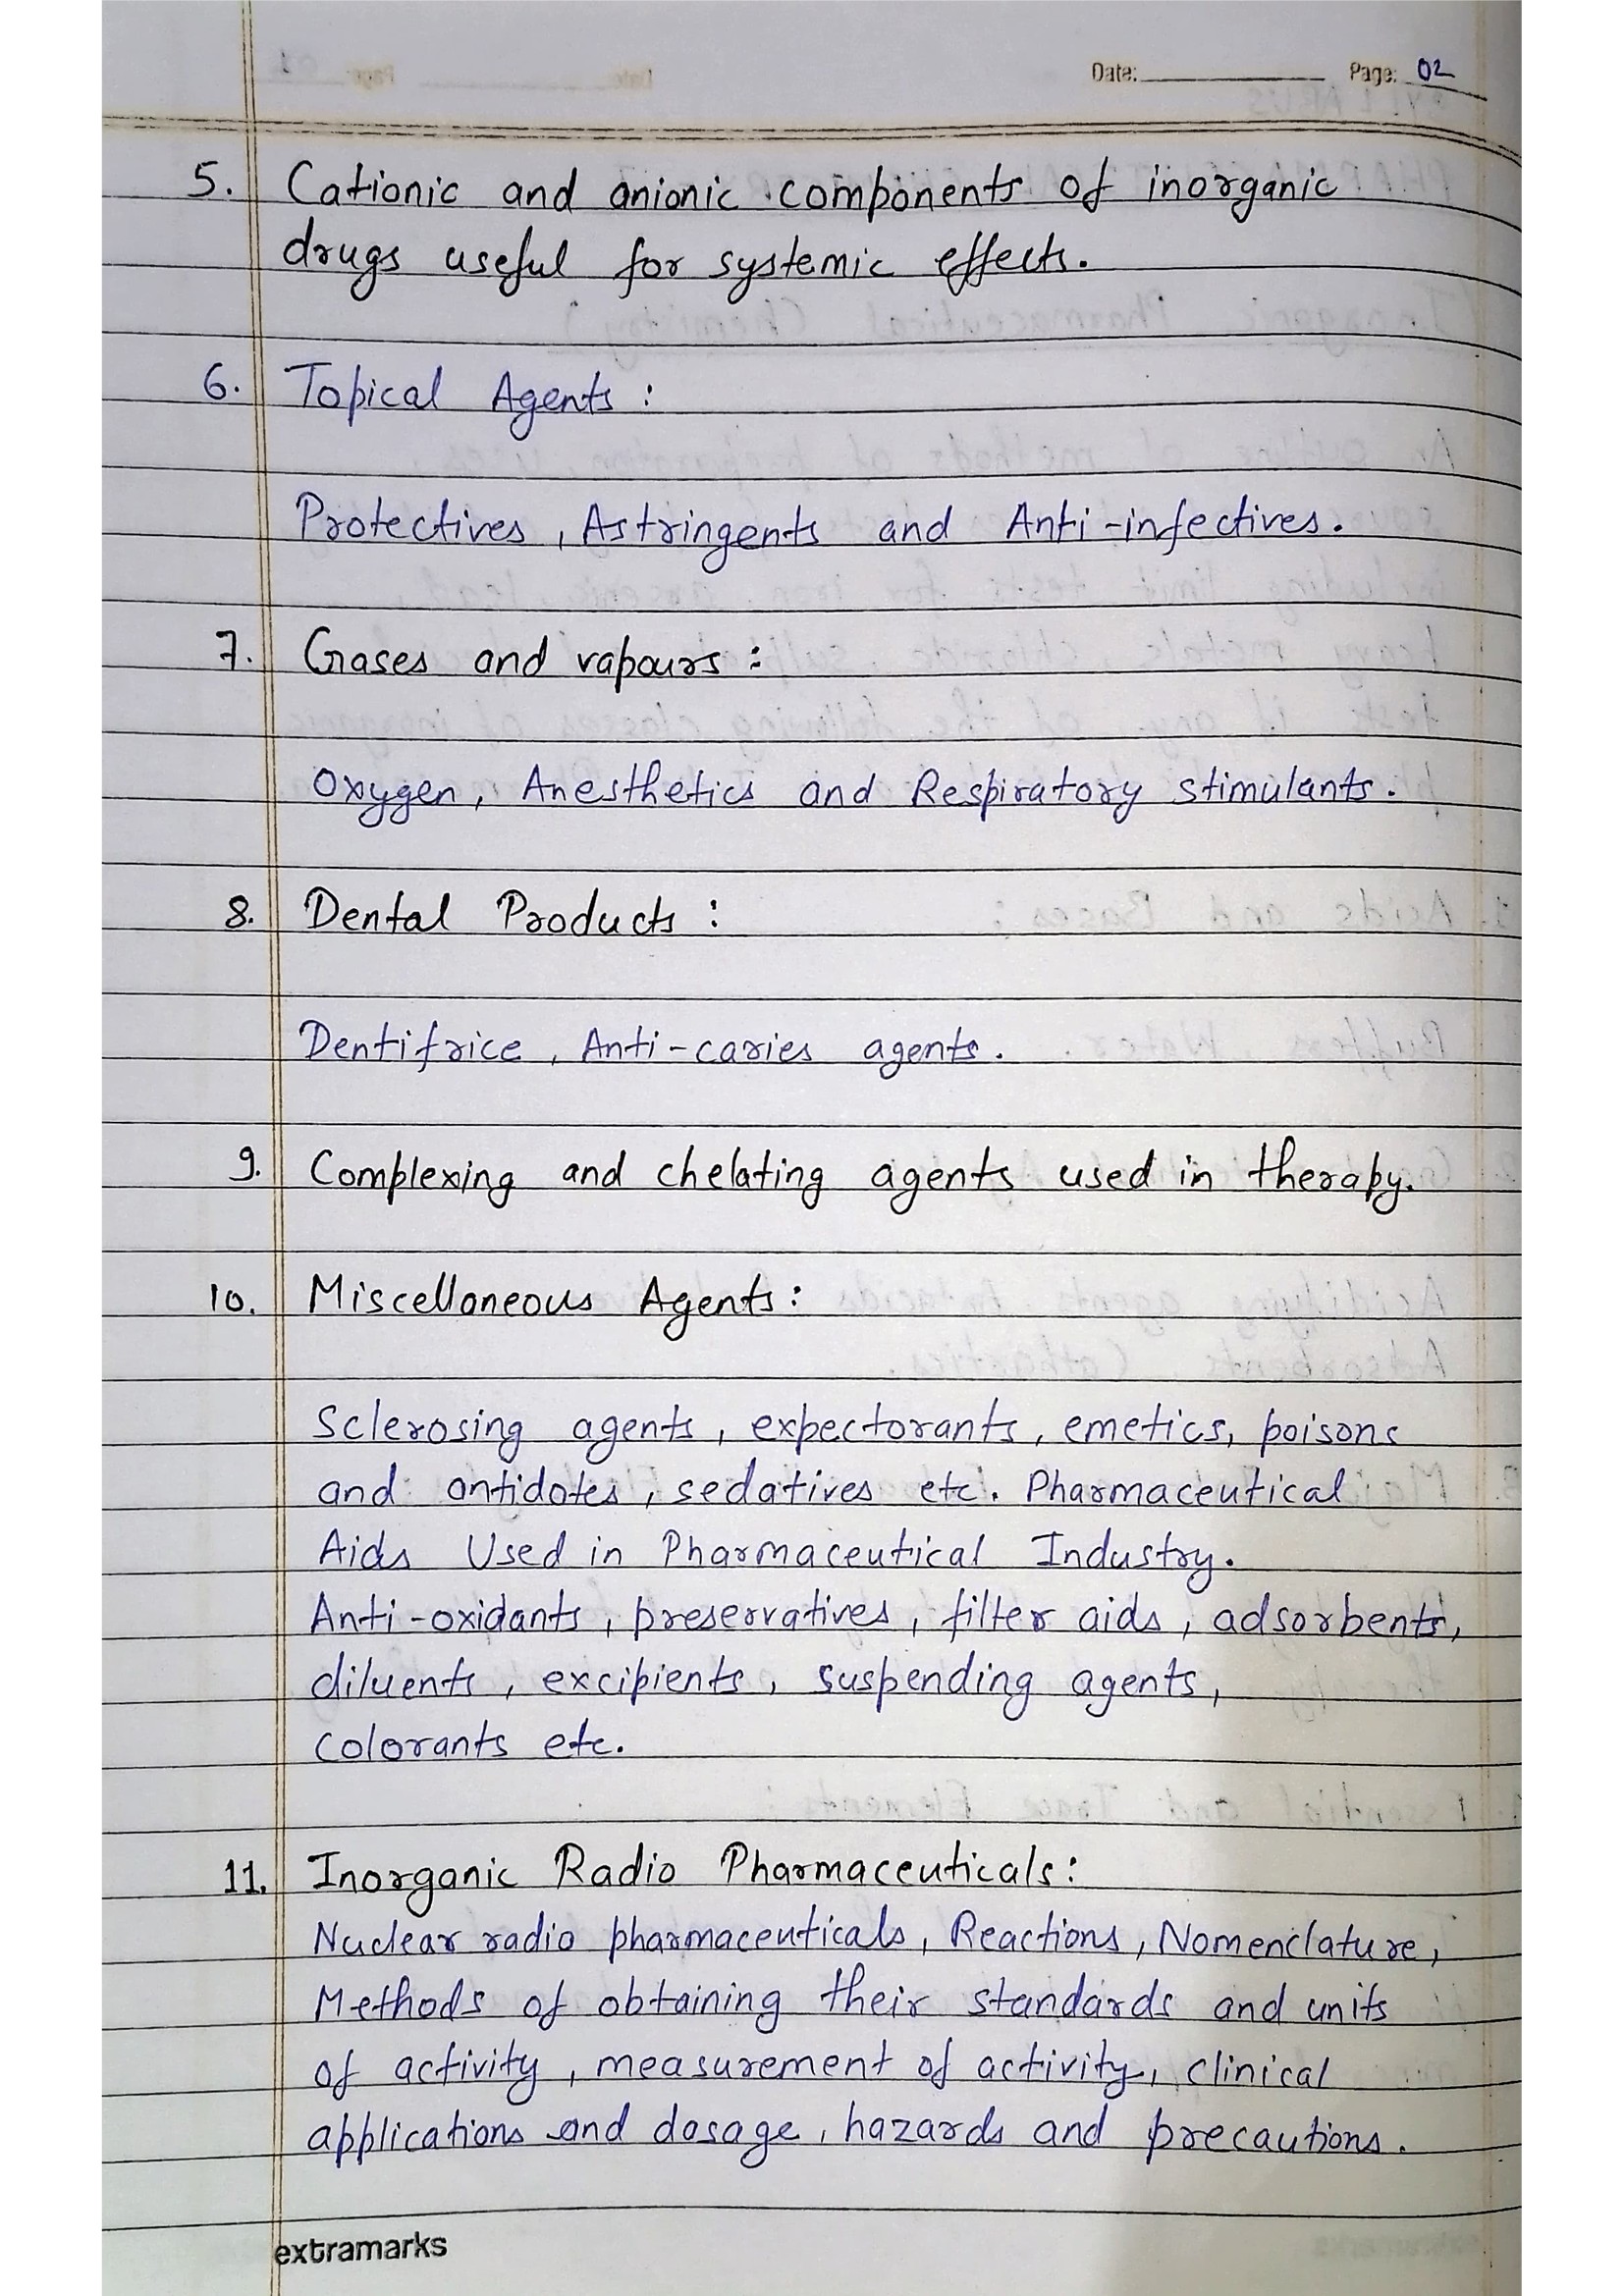 Date: Page: 02
5. Cationic and anionic components of inorganic
drugs useful for systemic effects.
6. Topical Agents :
Protectives, Astringents and Anti-infectives.
7. Gases and vapours :
Oxygen, Anesthetics and Respiratory stimulants.
8. Dental Products :
Dentifrice, Anti-caries agents.
9. Complexing and chelating agents used in therapy.
10. Miscellaneous Agents :
Sclerosing agents, expectorants, emetics, poisons
and antidotes, sedatives etc. Pharmaceutical
Aids Used in Pharmaceutical Industry.
Anti-oxidants, preservatives, filter aids, adsorbents,
diluents, excipients, suspending agents,
colorants etc.
11. Inorganic Radio Pharmaceuticals :
Nuclear radio pharmaceuticals, Reactions, Nomenclature,
Methods of obtaining their standards and units
of activity, measurement of activity, clinical
applications and dosage, hazards and precautions.
extramarks